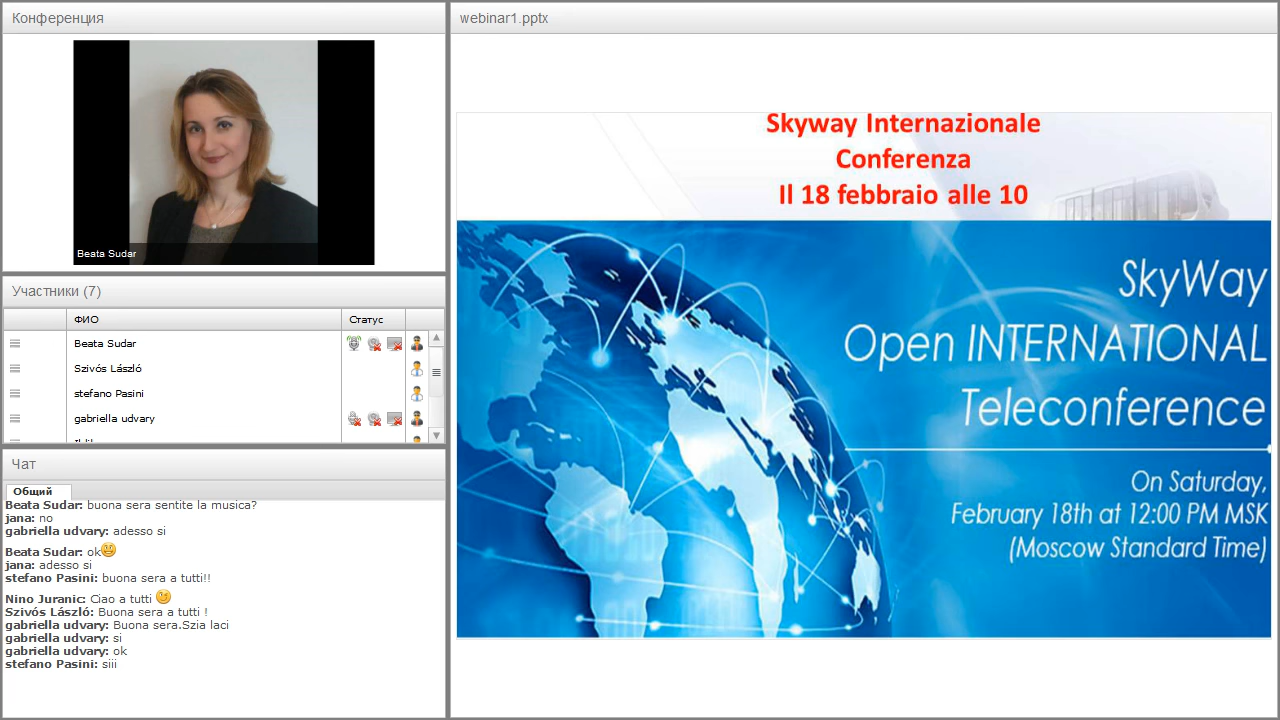 Конференция
Beata Sudar
Участники (7)
ФИО
Статус
Beata Sudar
Szivós László
stefano Pasini
gabriella udvary
Чат
Общий
Beata Sudar: buona sera sentite la musica?
jana: no
gabriella udvary: adesso si
Beata Sudar: ok
jana: adesso si
stefano Pasini: buona sera a tutti!!
Nino Juranic: Ciao a tutti
Szivós László: Buona sera a tutti !
gabriella udvary: Buona sera.Szia laci
gabriella udvary: si
gabriella udvary: ok
stefano Pasini: siii
webinar1.pptx
Skyway Internazionale
Conferenza
Il 18 febbraio alle 10
SkyWay
Open INTERNATIONAL
Teleconference
On Saturday,
February 18th at 12:00 PM MSK
(Moscow Standard Time)